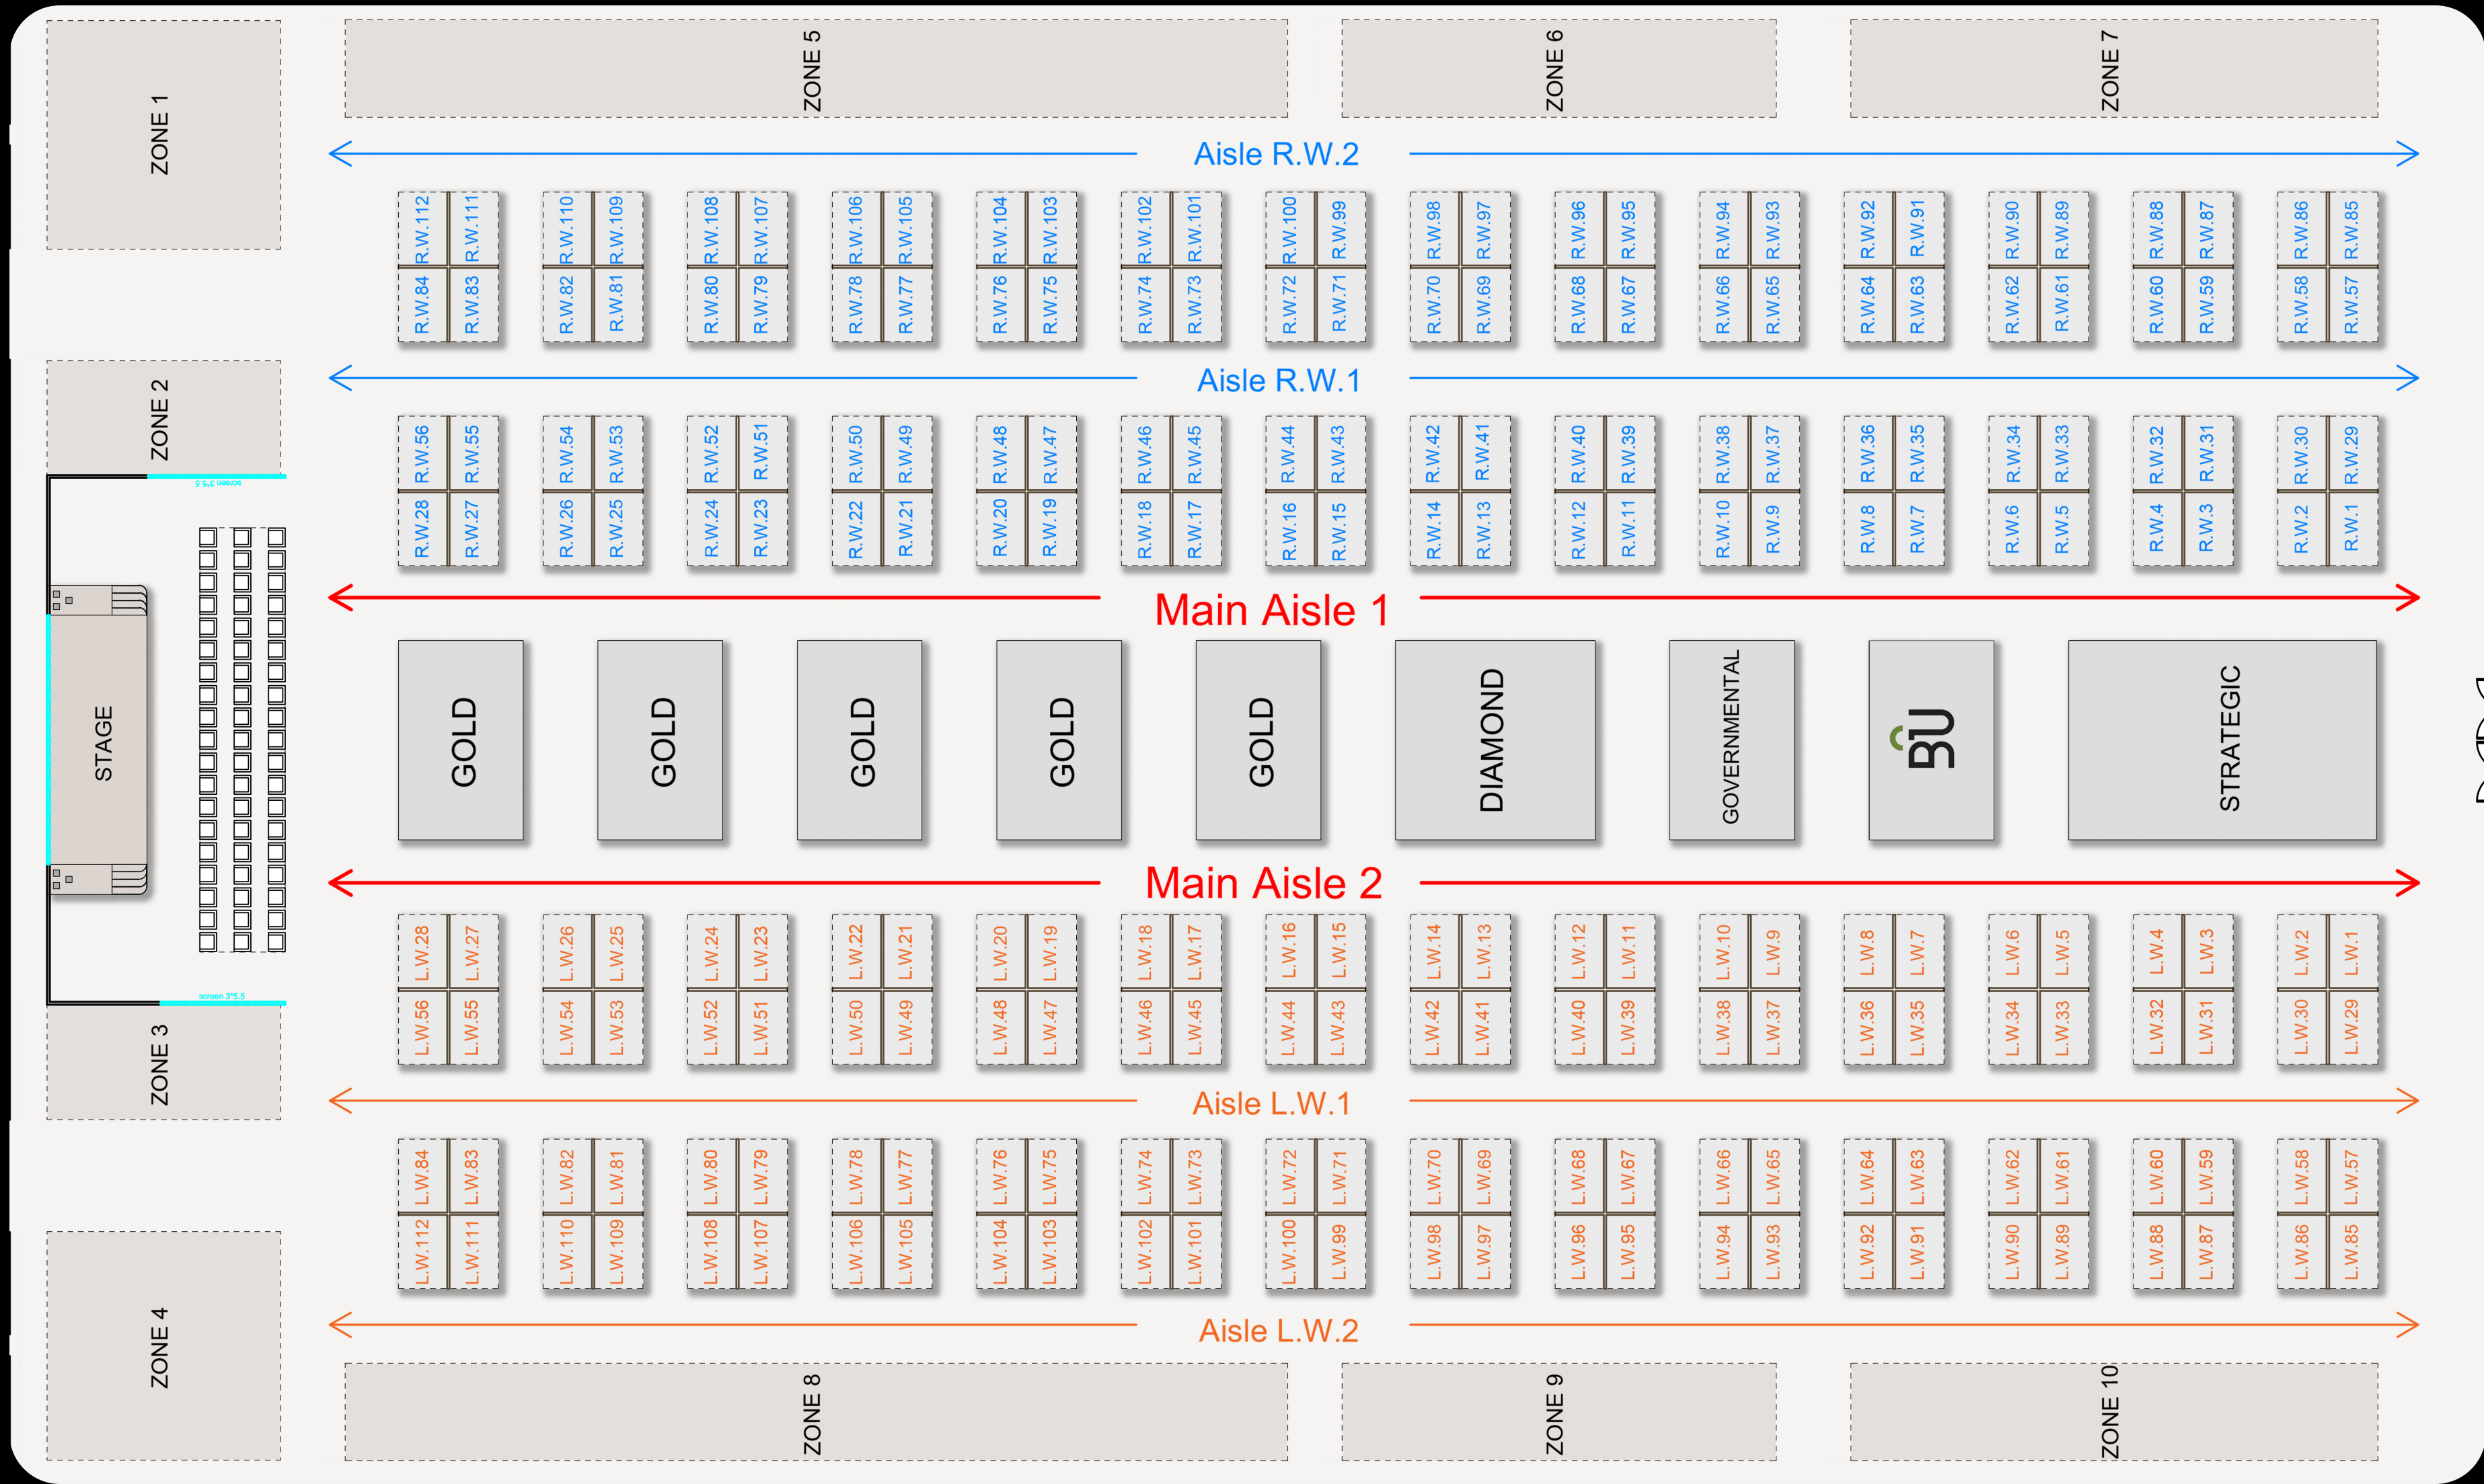 ZONE 5
ZONE 6
ZONE 7
ZONE 1
Aisle R.W.2
R.W.112 R.W.111 R.W.110 R.W.109 R.W.108 R.W.107 R.W.106 R.W.105 R.W.104 R.W.103 R.W.102 R.W.101 R.W.100 R.W.99 R.W.98 R.W.97 R.W.96 R.W.95 R.W.94 R.W.93 R.W.92 R.W.91 R.W.90 R.W.89 R.W.88 R.W.87 R.W.86 R.W.85
R.W.84 R.W.83 R.W.82 R.W.81 R.W.80 R.W.79 R.W.78 R.W.77 R.W.76 R.W.75 R.W.74 R.W.73 R.W.72 R.W.71 R.W.70 R.W.69 R.W.68 R.W.67 R.W.66 R.W.65 R.W.64 R.W.63 R.W.62 R.W.61 R.W.60 R.W.59 R.W.58 R.W.57
Aisle R.W.1
ZONE 2
R.W.56 R.W.55 R.W.54 R.W.53 R.W.52 R.W.51 R.W.50 R.W.49 R.W.48 R.W.47 R.W.46 R.W.45 R.W.44 R.W.43 R.W.42 R.W.41 R.W.40 R.W.39 R.W.38 R.W.37 R.W.36 R.W.35 R.W.34 R.W.33 R.W.32 R.W.31 R.W.30 R.W.29
screen 3*5.5
R.W.28 R.W.27 R.W.26 R.W.25 R.W.24 R.W.23 R.W.22 R.W.21 R.W.20 R.W.19 R.W.18 R.W.17 R.W.16 R.W.15 R.W.14 R.W.13 R.W.12 R.W.11 R.W.10 R.W.9 R.W.8 R.W.7 R.W.6 R.W.5 R.W.4 R.W.3 R.W.2 R.W.1
Main Aisle 1
STAGE
GOLD
GOLD
GOLD
GOLD
GOLD
DIAMOND
GOVERNMENTAL
BU
STRATEGIC
Main Aisle 2
L.W.28 L.W.27 L.W.26 L.W.25 L.W.24 L.W.23 L.W.22 L.W.21 L.W.20 L.W.19 L.W.18 L.W.17 L.W.16 L.W.15 L.W.14 L.W.13 L.W.12 L.W.11 L.W.10 L.W.9 L.W.8 L.W.7 L.W.6 L.W.5 L.W.4 L.W.3 L.W.2 L.W.1
screen 3*5.5
L.W.56 L.W.55 L.W.54 L.W.53 L.W.52 L.W.51 L.W.50 L.W.49 L.W.48 L.W.47 L.W.46 L.W.45 L.W.44 L.W.43 L.W.42 L.W.41 L.W.40 L.W.39 L.W.38 L.W.37 L.W.36 L.W.35 L.W.34 L.W.33 L.W.32 L.W.31 L.W.30 L.W.29
ZONE 3
Aisle L.W.1
L.W.84 L.W.83 L.W.82 L.W.81 L.W.80 L.W.79 L.W.78 L.W.77 L.W.76 L.W.75 L.W.74 L.W.73 L.W.72 L.W.71 L.W.70 L.W.69 L.W.68 L.W.67 L.W.66 L.W.65 L.W.64 L.W.63 L.W.62 L.W.61 L.W.60 L.W.59 L.W.58 L.W.57
L.W.112 L.W.111 L.W.110 L.W.109 L.W.108 L.W.107 L.W.106 L.W.105 L.W.104 L.W.103 L.W.102 L.W.101 L.W.100 L.W.99 L.W.98 L.W.97 L.W.96 L.W.95 L.W.94 L.W.93 L.W.92 L.W.91 L.W.90 L.W.89 L.W.88 L.W.87 L.W.86 L.W.85
Aisle L.W.2
ZONE 4
ZONE 8
ZONE 9
ZONE 10